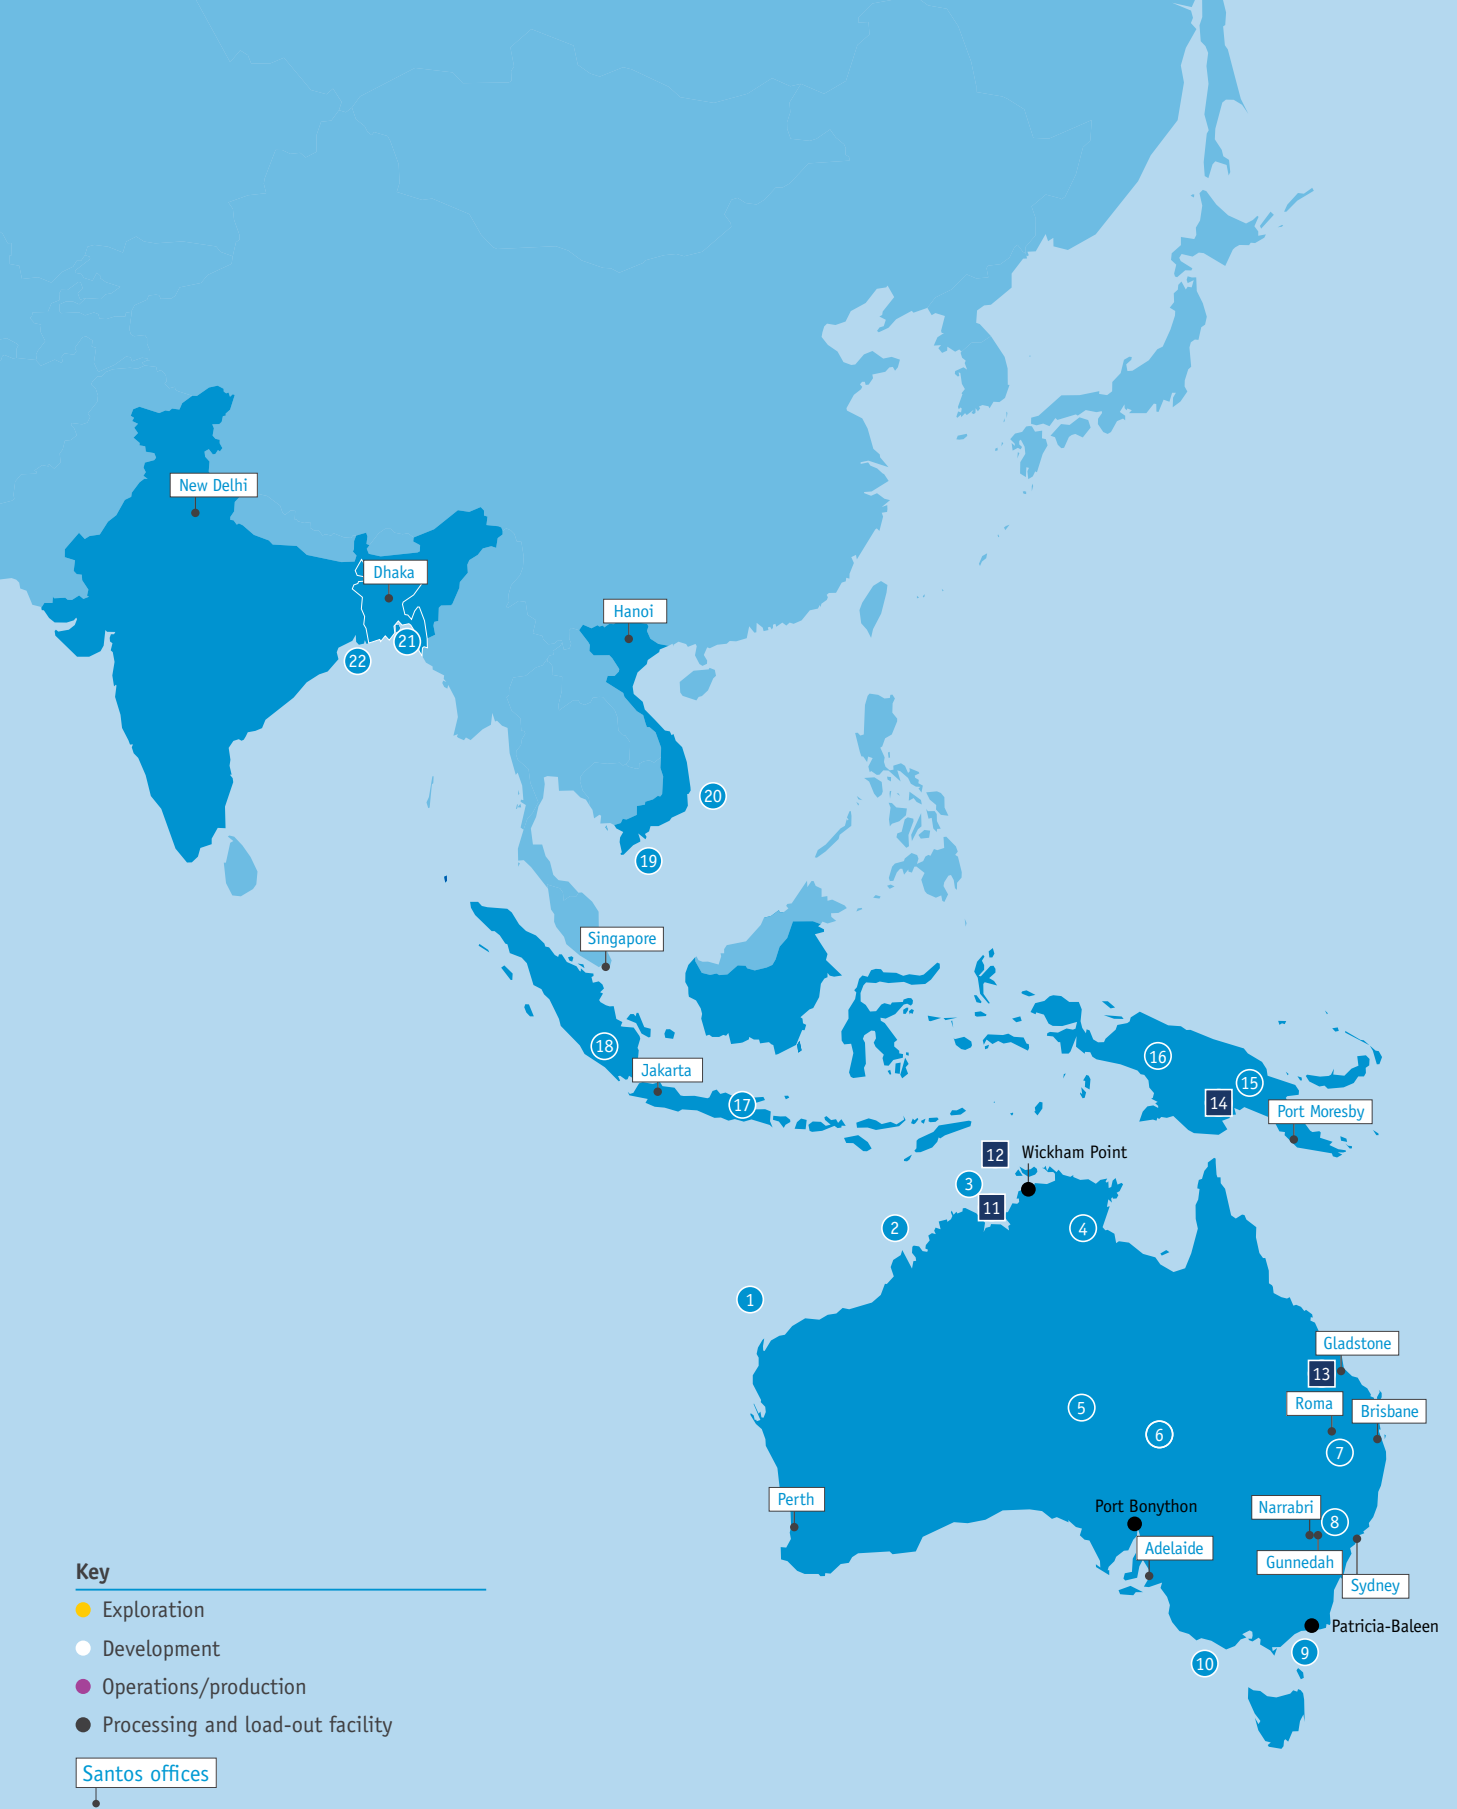 New Delhi
Dhaka
Hanoi
21
22
20
19
Singapore
18
Jakarta
17
16
15
14
Port Moresby
12
Wickham Point
3
11
2
4
1
Gladstone
13
Roma
Brisbane
5
6
7
Perth
Port Bonython
Narrabri
8
Adelaide
Gunnedah
Sydney
Patricia-Baleen
9
10
Key
Exploration
Development
Operations/production
Processing and load-out facility
Santos offices